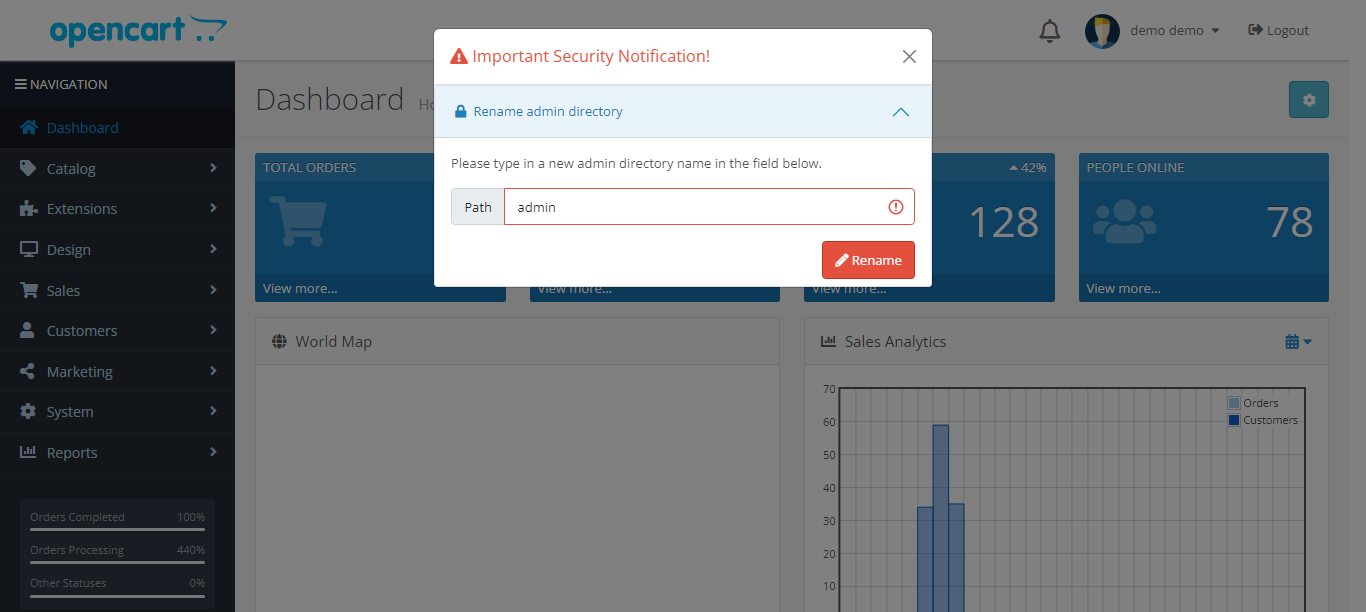 opencart
demo demo
Logout
Important Security Notification!
NAVIGATION
Dashboard
Catalog
Extensions
Design
Sales
Customers
Marketing
System
Reports
Orders Completed 100%
Orders Processing 440%
Other Statuses 0%
Dashboard
Rename admin directory
Please type in a new admin directory name in the field below.
Path admin
Rename
TOTAL ORDERS
View more...
View more...
42%
128
View more...
PEOPLE ONLINE
78
View more...
World Map
Sales Analytics
70
60
50
40
30
20
10
Orders
Customers